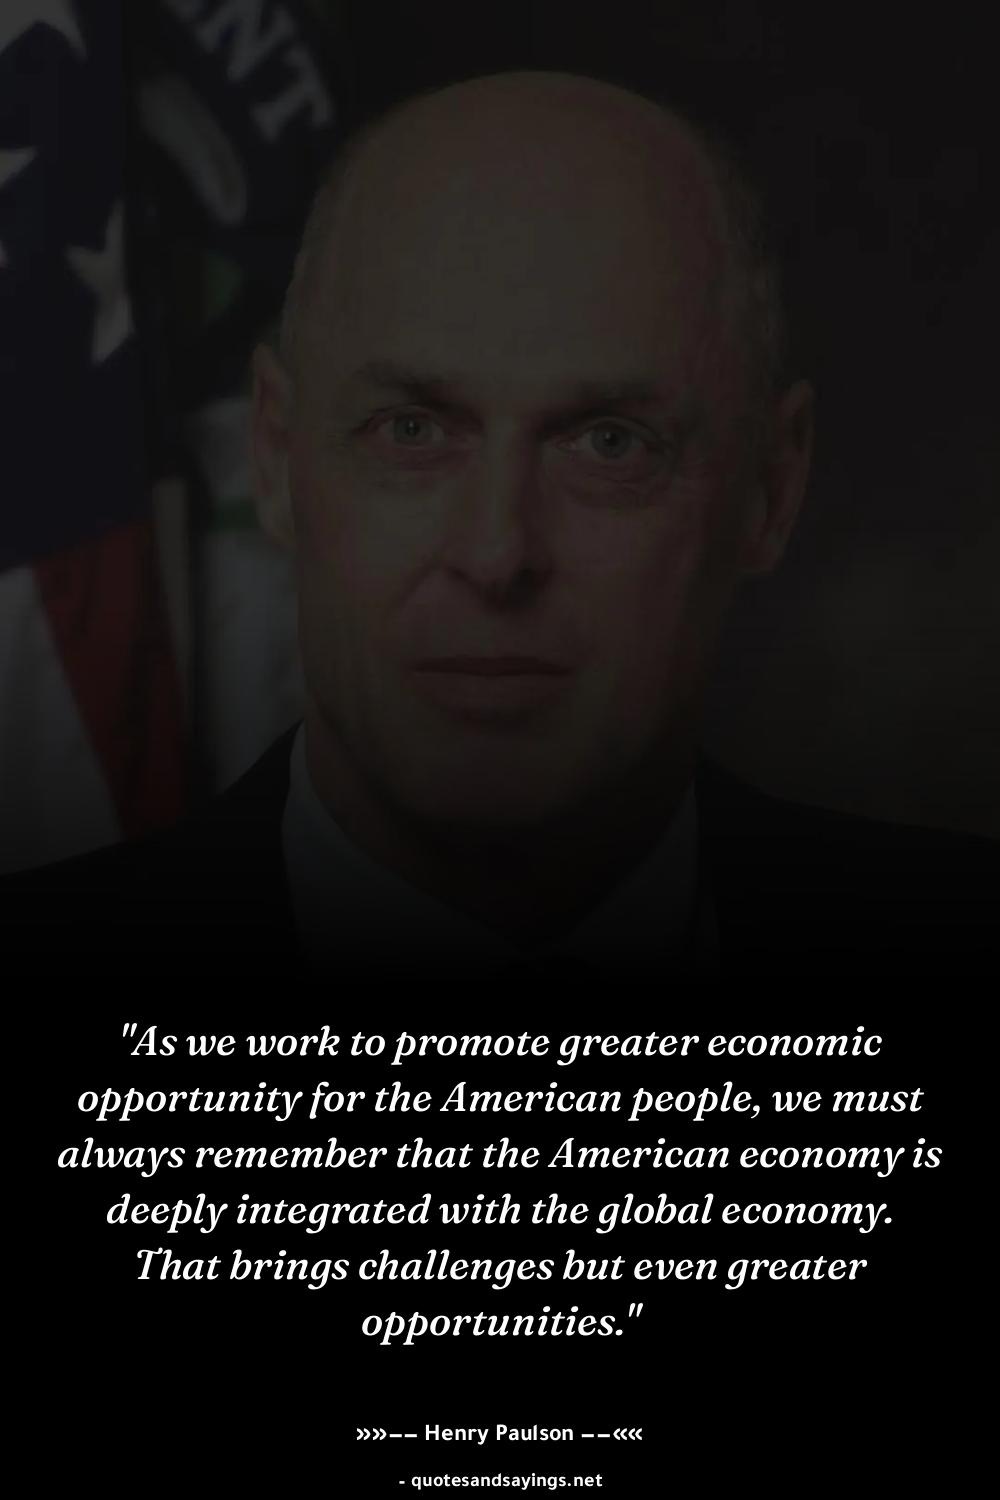 NT
"As we work to promote greater economic
opportunity for the American people, we must
always remember that the American economy is
deeply integrated with the global economy.
That brings challenges but even greater
opportunities."
»»−− Henry Paulson −−««
- quotesandsayings.net